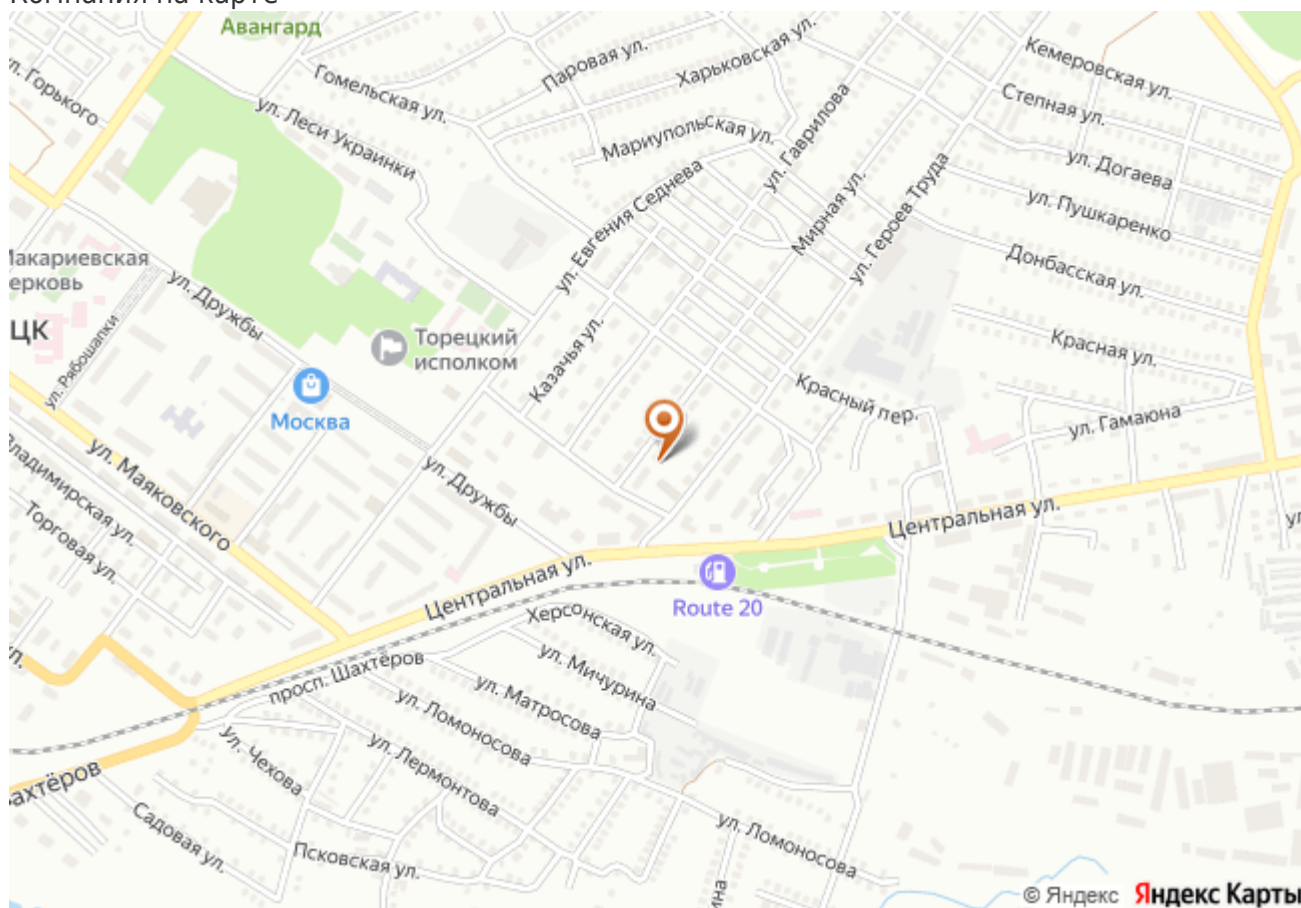 Компания на карте
Авангард
Горького
Гомельская ул.
Паровая ул.
Харьковская ул.
Кемеровская ул.
Степная ул.
ул. Леси Украинки
Мариупольская ул.
ул. Гаврилова
ул. Догаева
ул. Евгения Седнева
Мирная ул.
ул. Героев Труда
ул. Пушкаренко
Донбасская ул.
ул. Дружбы
ул. Рябошапки
ЦК
Торецкий
исполком
Казачья ул.
Красная ул.
Москва
Красный пер.
ул. Гамаюна
ул. Маяковского
ул. Дружбы
Владимирская ул.
Торговая ул.
Центральная ул.
Центральная ул.
Route 20
Херсонская ул.
просп. Шахтёров
ул. Мичурина
ул. Матросова
ул. Ломоносова
ул. Чехова
ул. Лермонтова
Садовая ул.
Псковская ул.
ул. Ломоносова
© Яндекс Яндекс Карты